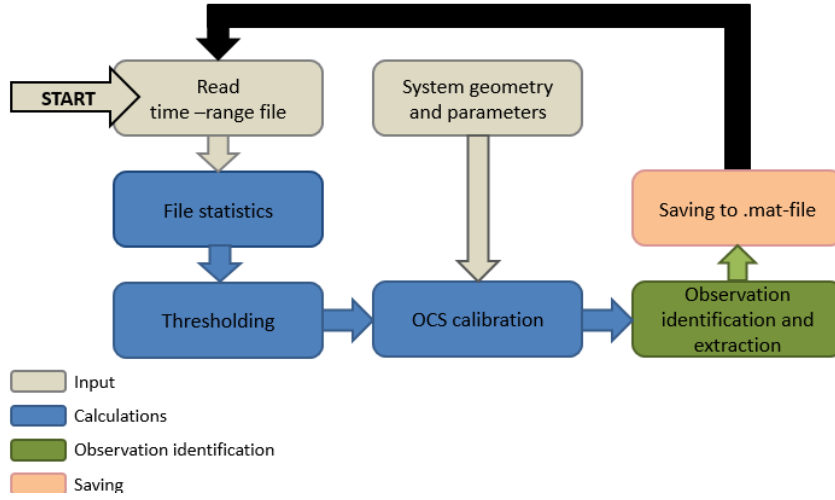 START
Read
time –range file
System geometry
and parameters
File statistics
Saving to .mat-file
Thresholding
OCS calibration
Observation
identification and
extraction
Input
Calculations
Observation identification
Saving